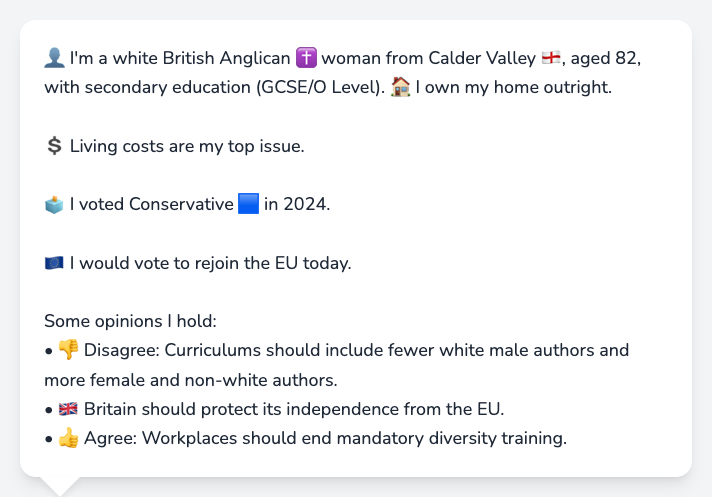 👤 I'm a white British Anglican ✝️ woman from Calder Valley 🏴󠁧󠁢󠁥󠁮󠁧󠁿, aged 82,
with secondary education (GCSE/O Level). 🏠 I own my home outright.
💲 Living costs are my top issue.
🗳️ I voted Conservative 🟦 in 2024.
🇪🇺 I would vote to rejoin the EU today.
Some opinions I hold:
• 👎 Disagree: Curriculums should include fewer white male authors and
more female and non-white authors.
• 🇬🇧 Britain should protect its independence from the EU.
• 👍 Agree: Workplaces should end mandatory diversity training.